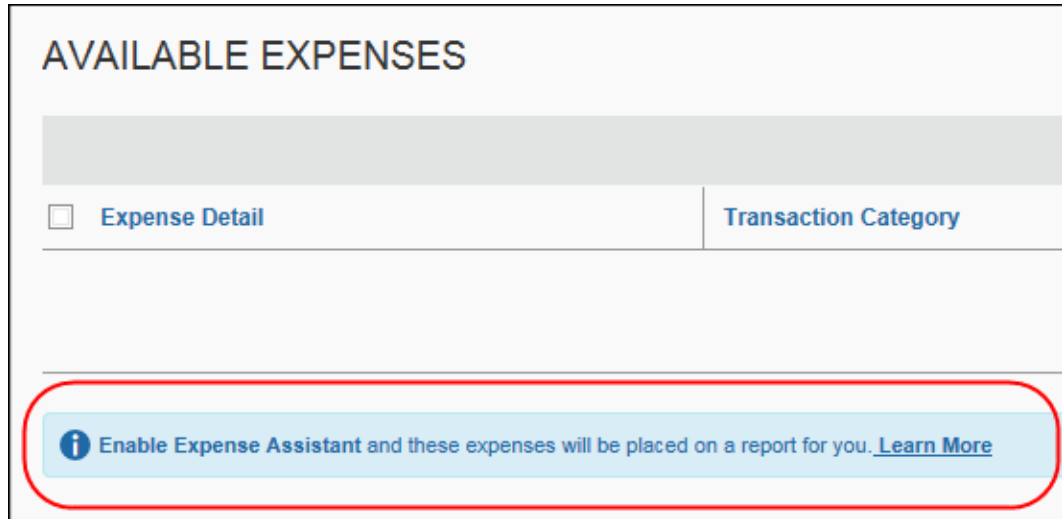 AVAILABLE EXPENSES
Expense Detail
Transaction Category
Enable Expense Assistant and these expenses will be placed on a report for you. Learn More